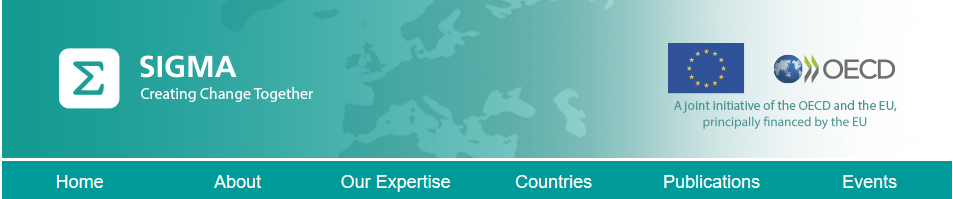 Σ
SIGMA
Creating Change Together
OECD
A joint initiative of the OECD and the EU,
principally financed by the EU
Home About Our Expertise Countries Publications Events